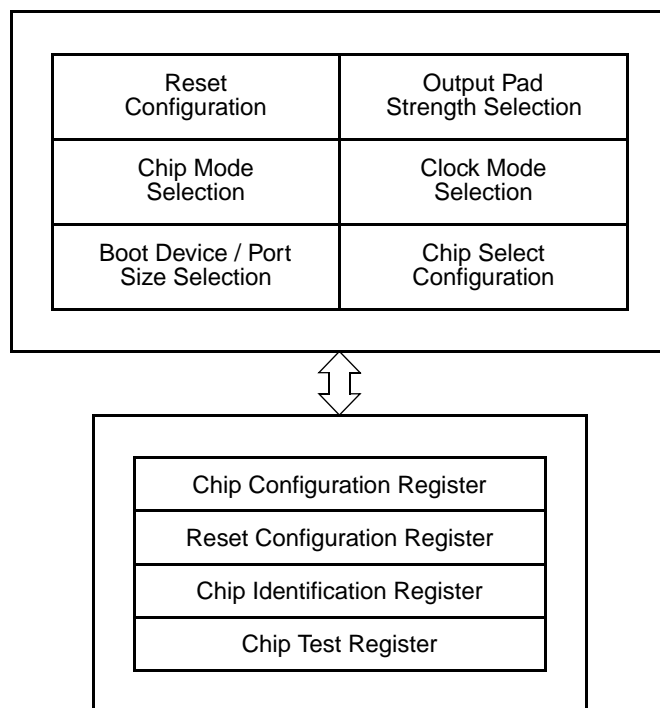 Reset
Configuration
Output Pad
Strength Selection
Chip Mode
Selection
Clock Mode
Selection
Boot Device / Port
Size Selection
Chip Select
Configuration
Chip Configuration Register
Reset Configuration Register
Chip Identification Register
Chip Test Register